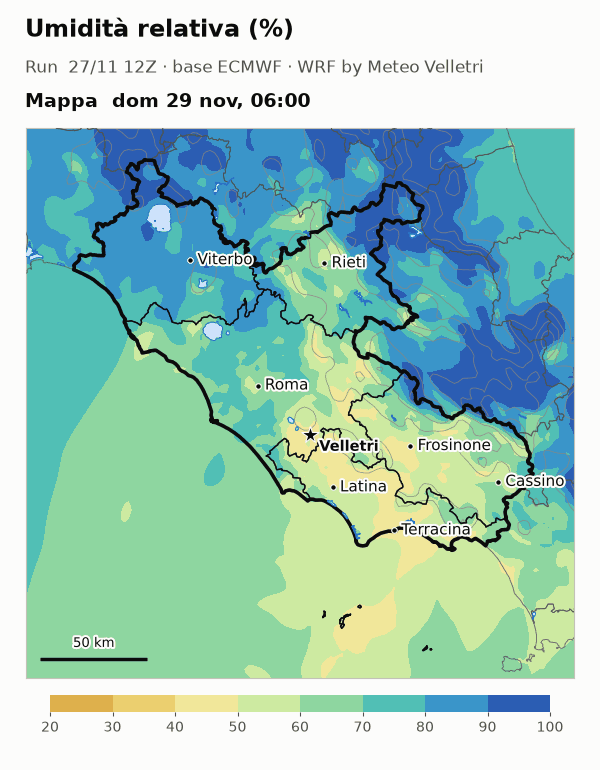 Umidità relativa (%)
Run  27/11 12Z · base ECMWF · WRF by Meteo Velletri
Mappa  dom 29 nov, 06:00
Viterbo
Rieti
Roma
Velletri
Frosinone
Cassino
Latina
Terracina
50 km
20 30 40 50 60 70 80 90 100